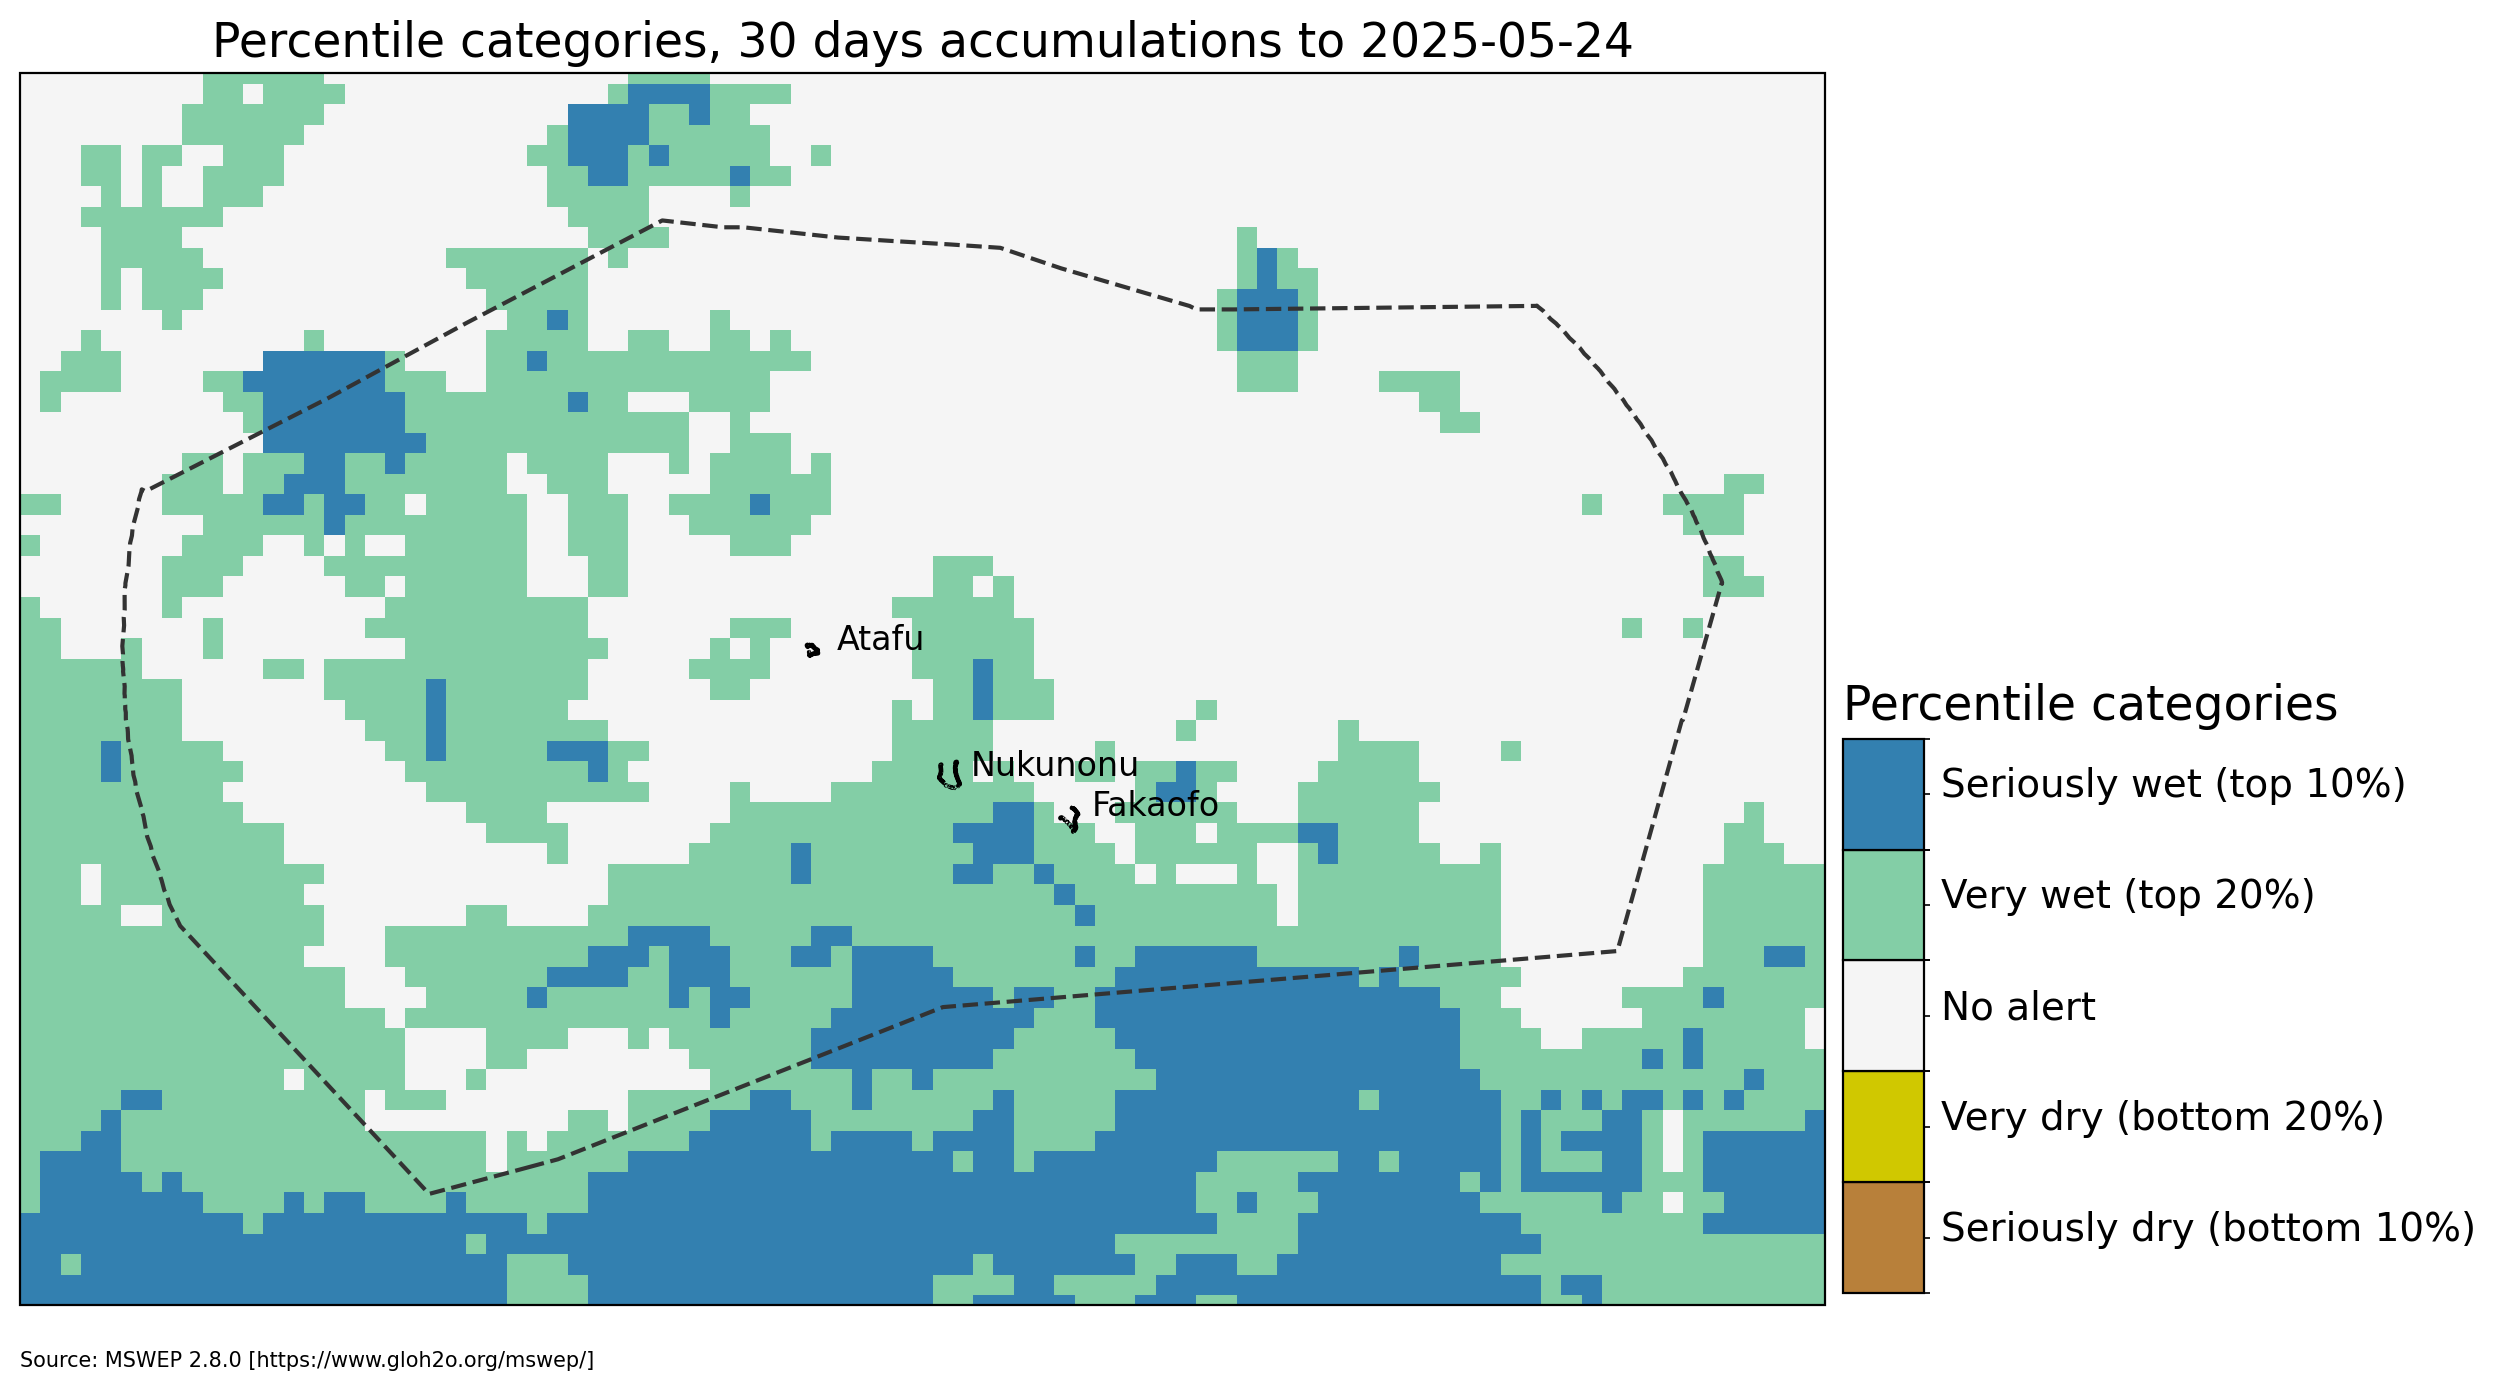 Percentile categories, 30 days accumulations to 2025-05-24
Atafu
Nukunonu
Fakaofo
Percentile categories
Seriously wet (top 10%)
Very wet (top 20%)
No alert
Very dry (bottom 20%)
Seriously dry (bottom 10%)
Source: MSWEP 2.8.0 [https://www.gloh2o.org/mswep/]